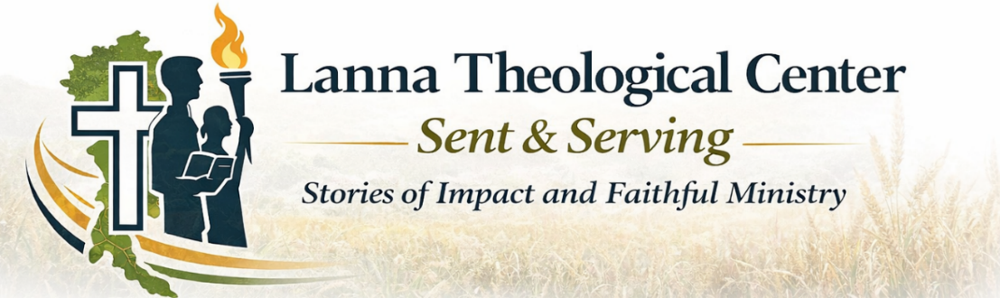 Lanna Theological Center
Sent & Serving
Stories of Impact and Faithful Ministry